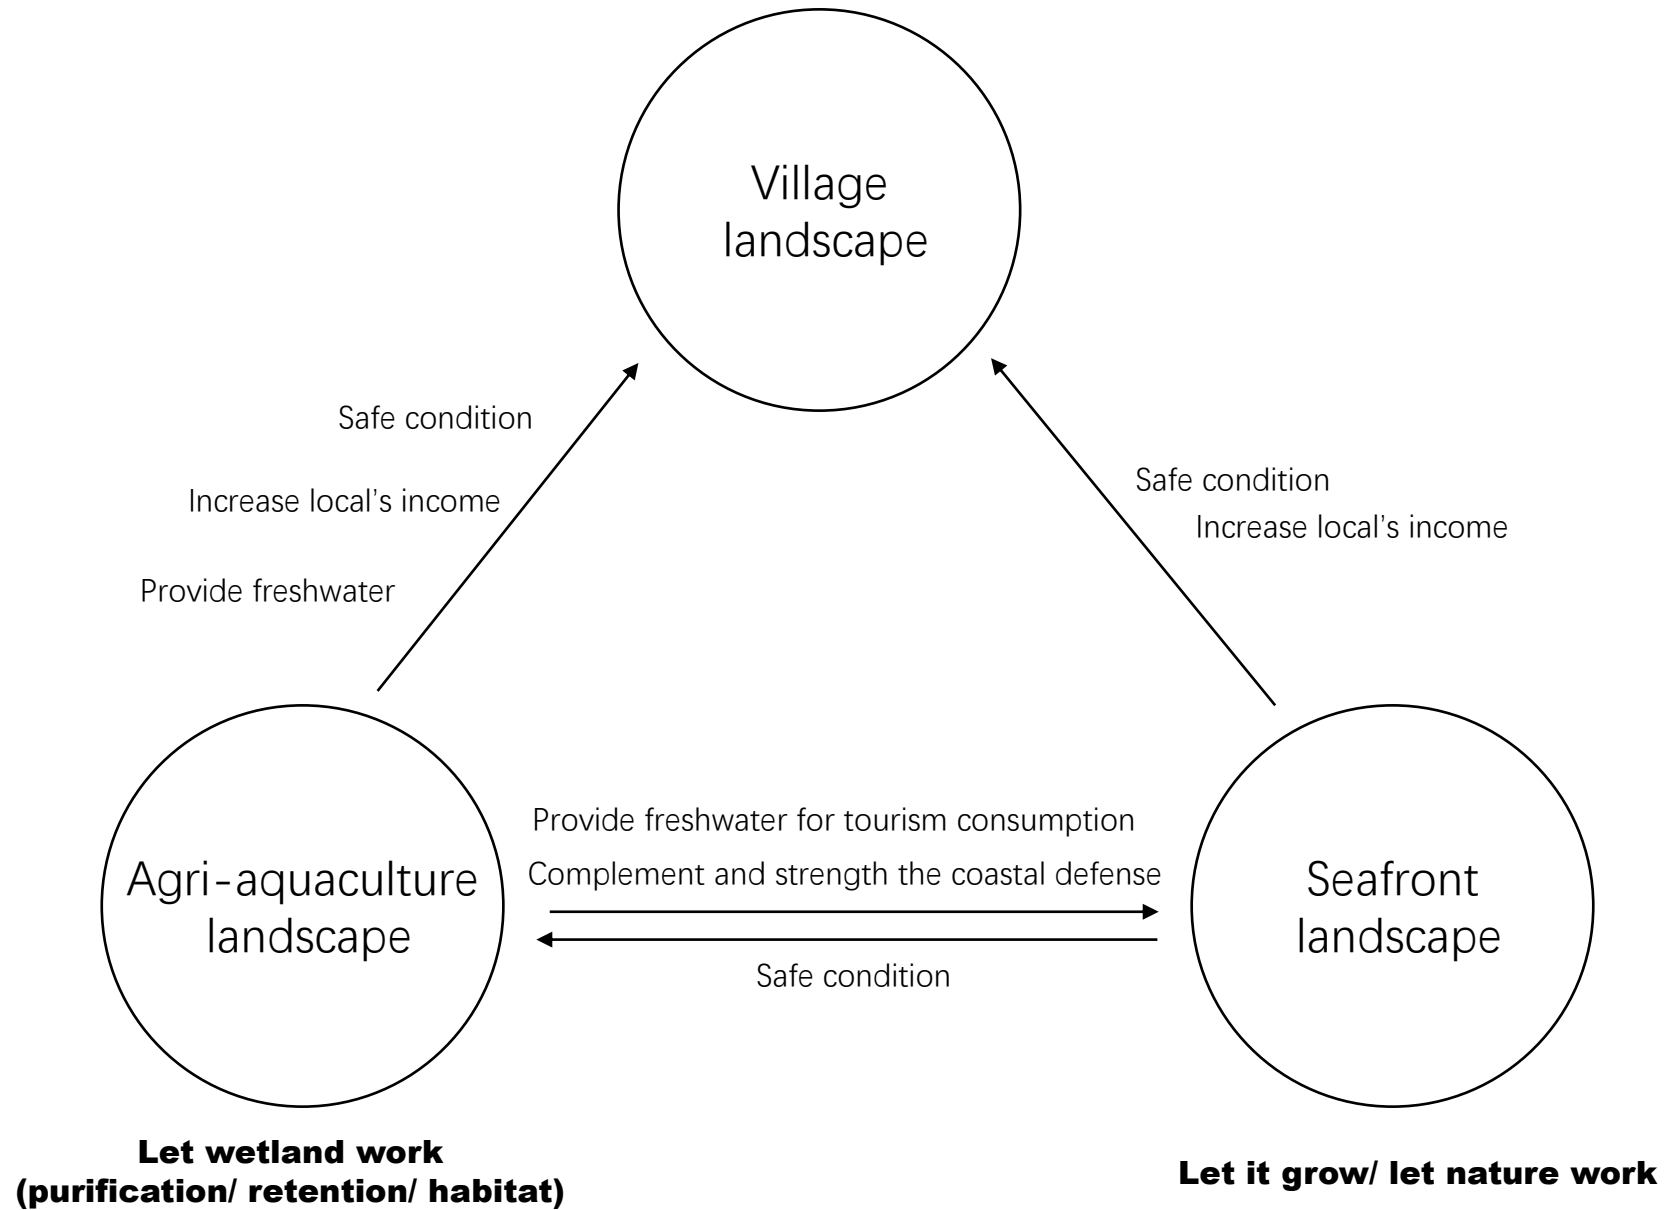 Village
landscape
Safe condition
Increase local's income
Provide freshwater
Safe condition
Increase local's income
Provide freshwater for tourism consumption
Complement and strength the coastal defense
Safe condition
Agri-aquaculture
landscape
Seafront
landscape
Let wetland work
(purification/ retention/ habitat)
Let it grow/ let nature work